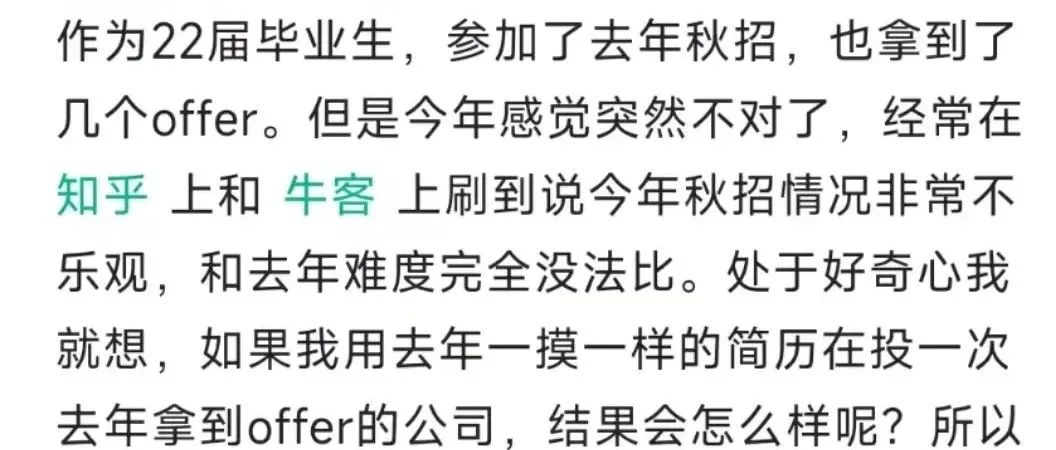 作为22届毕业生，参加了去年秋招，也拿到了
几个offer。但是今年感觉突然不对了，经常在
知乎 上和 牛客 上刷到说今年秋招情况非常不
乐观，和去年难度完全没法比。处于好奇心我
就想，如果我用去年一摸一样的简历在投一次
去年拿到offer的公司，结果会怎么样呢？所以